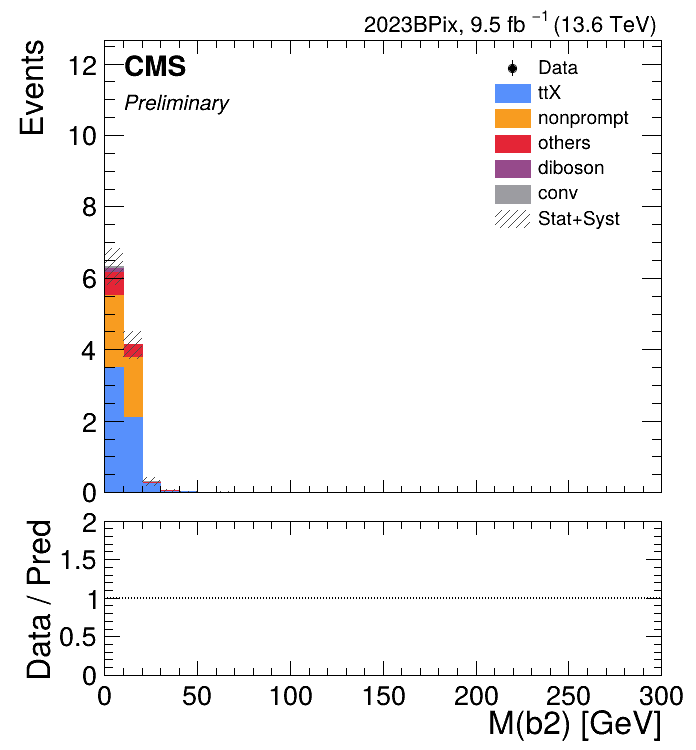 2023BPix, 9.5 fb⁻¹ (13.6 TeV)
CMS
Preliminary
Events
12
10
8
6
4
2
0
Data
ttX
nonprompt
others
diboson
conv
Stat+Syst
Data / Pred
2
1.5
1
0.5
0
0 50 100 150 200 250 300
M(b2) [GeV]